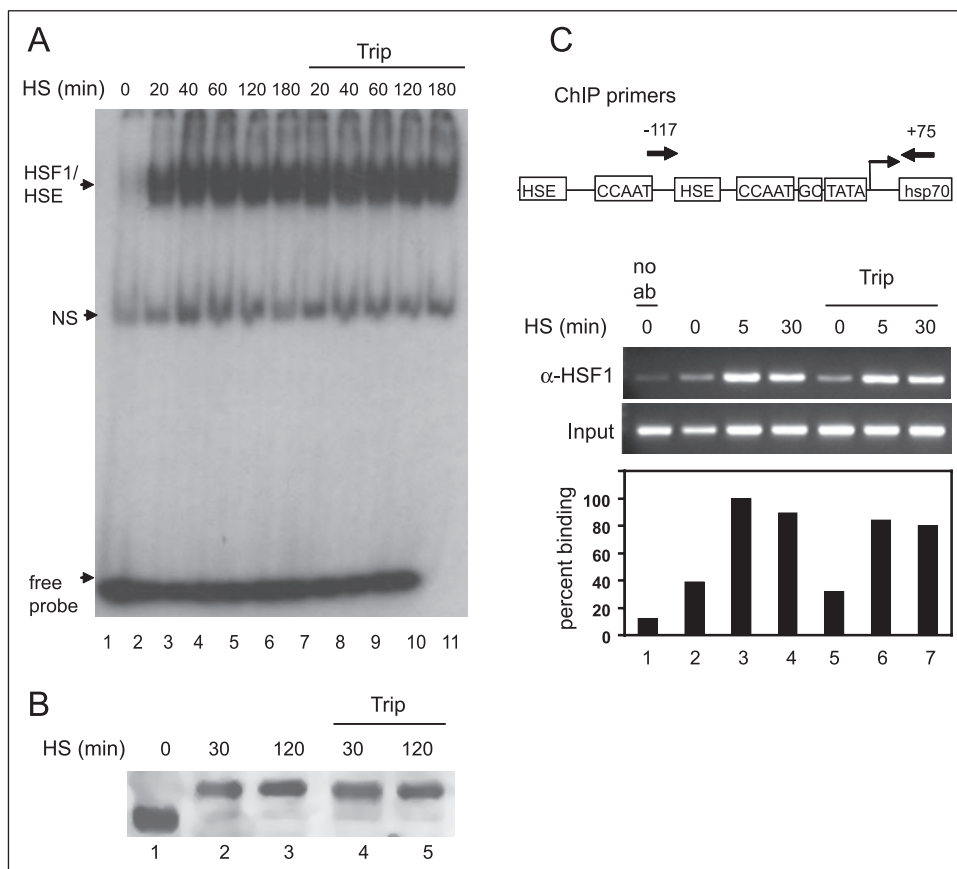 A
Trip
HS (min) 0 20 40 60 120 180 20 40 60 120 180
HSF1/
HSE
NS
free
probe
1 2 3 4 5 6 7 8 9 10 11
B
Trip
HS (min) 0 30 120 30 120
1 2 3 4 5
C
ChIP primers
-117 +75
HSE CCAAT HSE CCAAT GC TATA hsp70
no
ab
Trip
HS (min) 0 0 5 30 0 5 30
α-HSF1
Input
percent binding
100
80
60
40
20
0
1 2 3 4 5 6 7